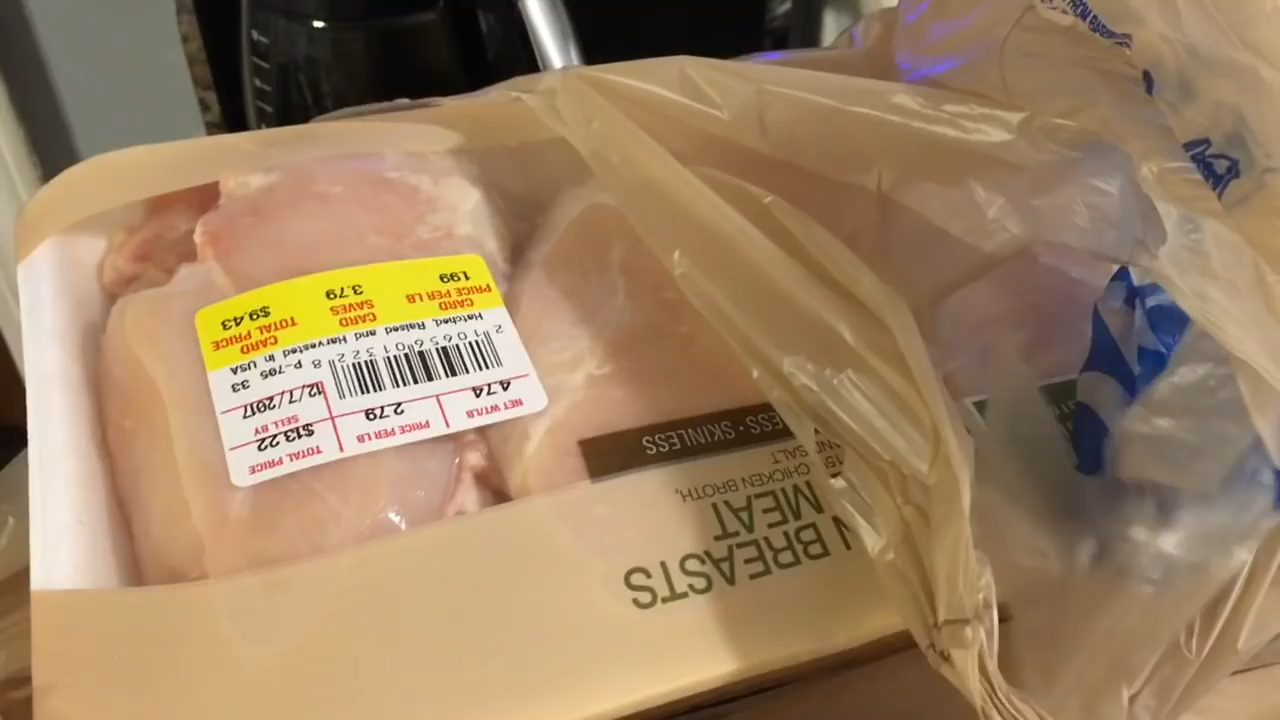 BREASTS
MEAT
CHICKEN BROTH,
SALT
SKINLESS
TOTAL PRICE
$13.22
PRICE PER LB
2.79
NET WT/LB
4.74
SELL BY
12/7/2017
8 P-705 33
2 10656 01322
Hatched, Raised and Harvested in USA
CARD
PRICE PER LB
1.99
CARD
SAVES
3.79
CARD
TOTAL PRICE
$9.43
FROM